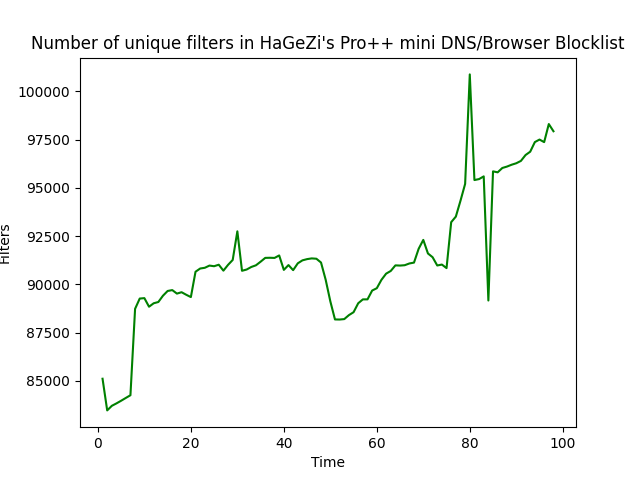 Number of unique filters in HaGeZi's Pro++ mini DNS/Browser Blocklist
100000
97500
95000
92500
90000
87500
85000
Filters
0 20 40 60 80 100
Time